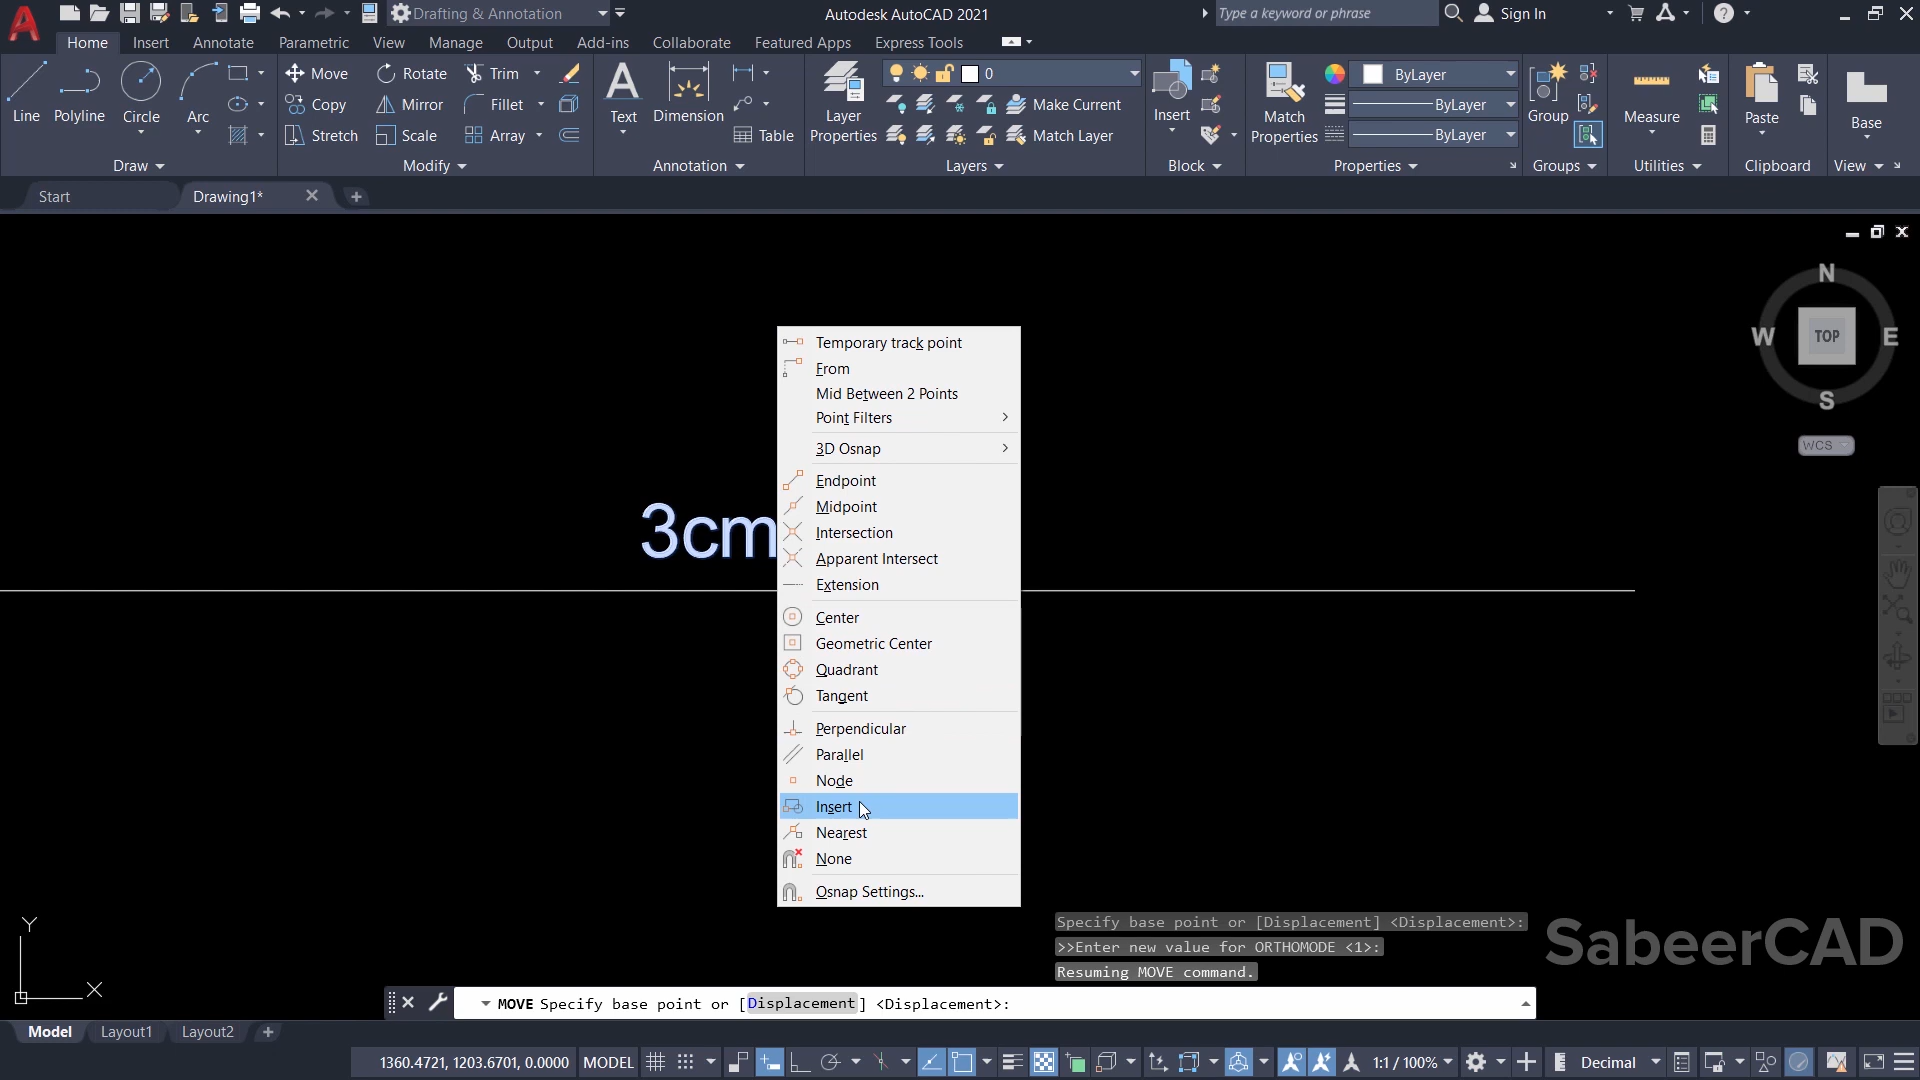 Drafting & Annotation
Autodesk AutoCAD 2021
Type a keyword or phrase
Sign In
Home Insert Annotate Parametric View Manage Output Add-ins Collaborate Featured Apps Express Tools
Line Polyline Circle Arc
Move Rotate Trim
Copy Mirror Fillet
Stretch Scale Array
Text Dimension Table
Layer Properties
0
Make Current
Match Layer
Insert
Match Properties
ByLayer
ByLayer
ByLayer
Group
Measure
Paste
Base
Draw Modify Annotation Layers Block Properties Groups Utilities Clipboard View
Start Drawing1*
N
W TOP E
S
WCS
3cm
Temporary track point
From
Mid Between 2 Points
Point Filters
3D Osnap
Endpoint
Midpoint
Intersection
Apparent Intersect
Extension
Center
Geometric Center
Quadrant
Tangent
Perpendicular
Parallel
Node
Insert
Nearest
None
Osnap Settings...
Y
X
Specify base point or [Displacement] <Displacement>:
>>Enter new value for ORTHOMODE <1>:
Resuming MOVE command.
SabeerCAD
MOVE Specify base point or [Displacement] <Displacement>:
Model Layout1 Layout2
1360.4721, 1203.6701, 0.0000 MODEL 1:1 / 100% Decimal